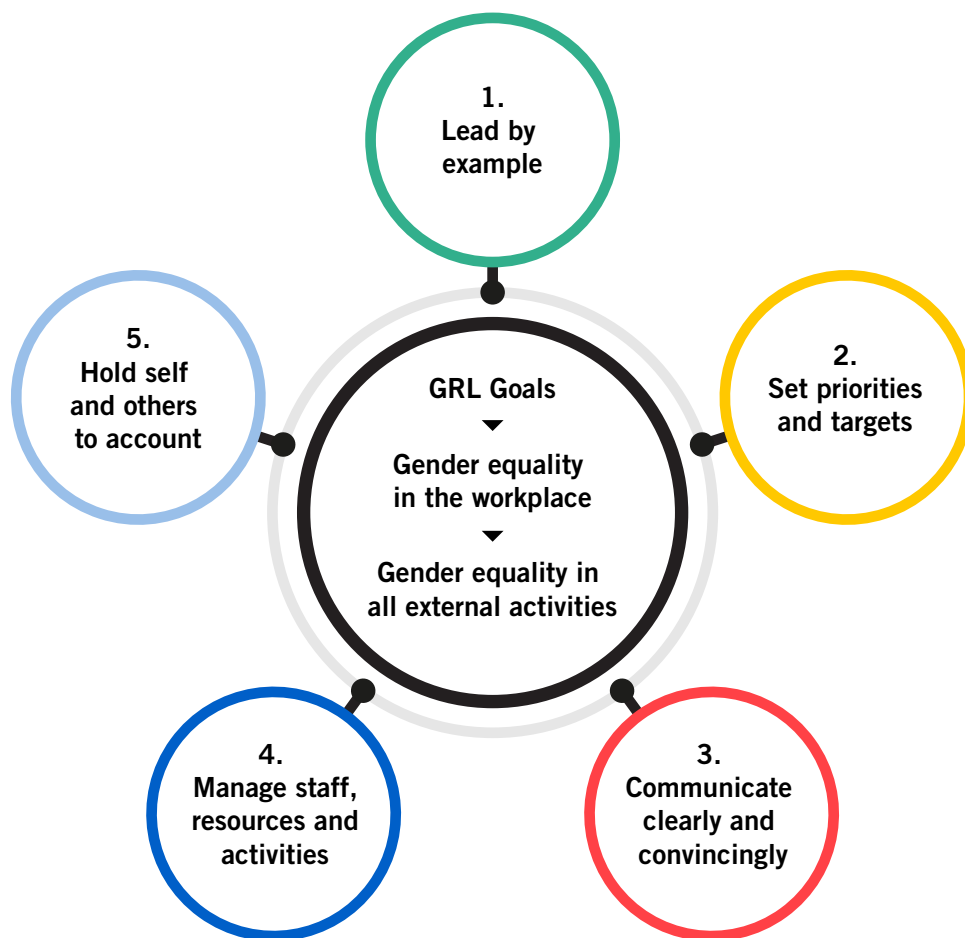 1.
Lead by
example
2.
Set priorities
and targets
3.
Communicate
clearly and
convincingly
4.
Manage staff,
resources and
activities
5.
Hold self
and others
to account
GRL Goals
Gender equality
in the workplace
Gender equality in
all external activities